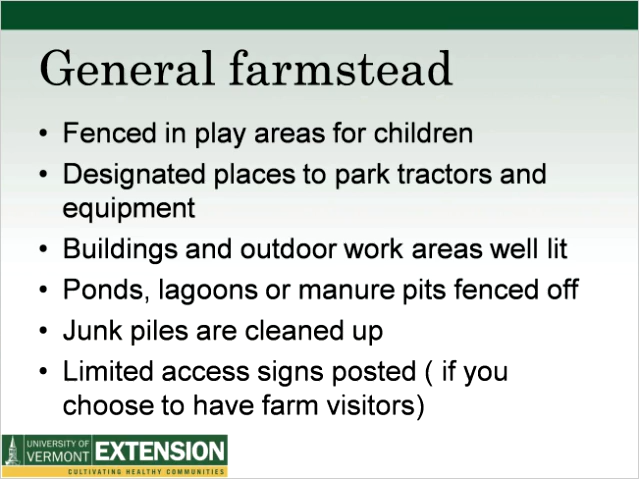 General farmstead
• Fenced in play areas for children
• Designated places to park tractors and
equipment
• Buildings and outdoor work areas well lit
• Ponds, lagoons or manure pits fenced off
• Junk piles are cleaned up
• Limited access signs posted ( if you
choose to have farm visitors)
UNIVERSITY OF
VERMONT EXTENSION
CULTIVATING HEALTHY COMMUNITIES